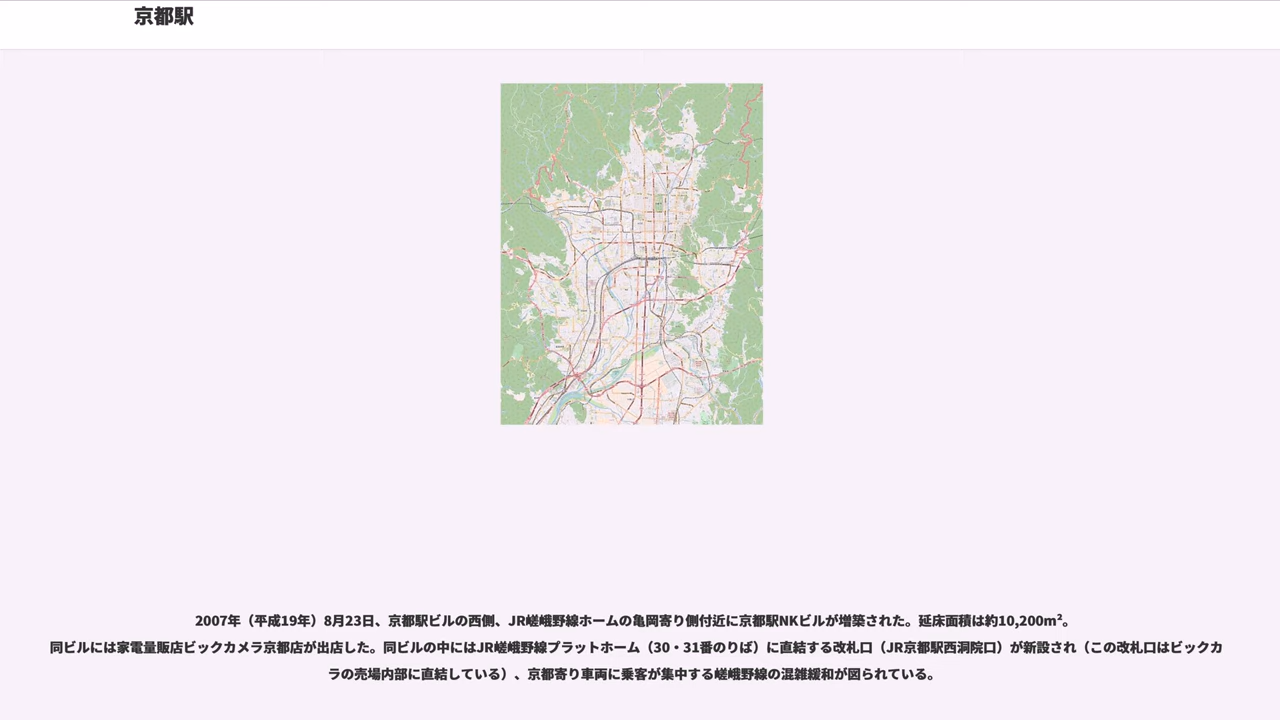 京都駅
2007年（平成19年）8月23日、京都駅ビルの西側、JR嵯峨野線ホームの亀岡寄り側付近に京都駅NKビルが増築された。延床面積は約10,200m²。
同ビルには家電量販店ビックカメラ京都店が出店した。同ビルの中にはJR嵯峨野線プラットホーム（30・31番のりば）に直結する改札口（JR京都駅西洞院口）が新設され（この改札口はビックカ
ラの売場内部に直結している）、京都寄り車両に乗客が集中する嵯峨野線の混雑緩和が図られている。